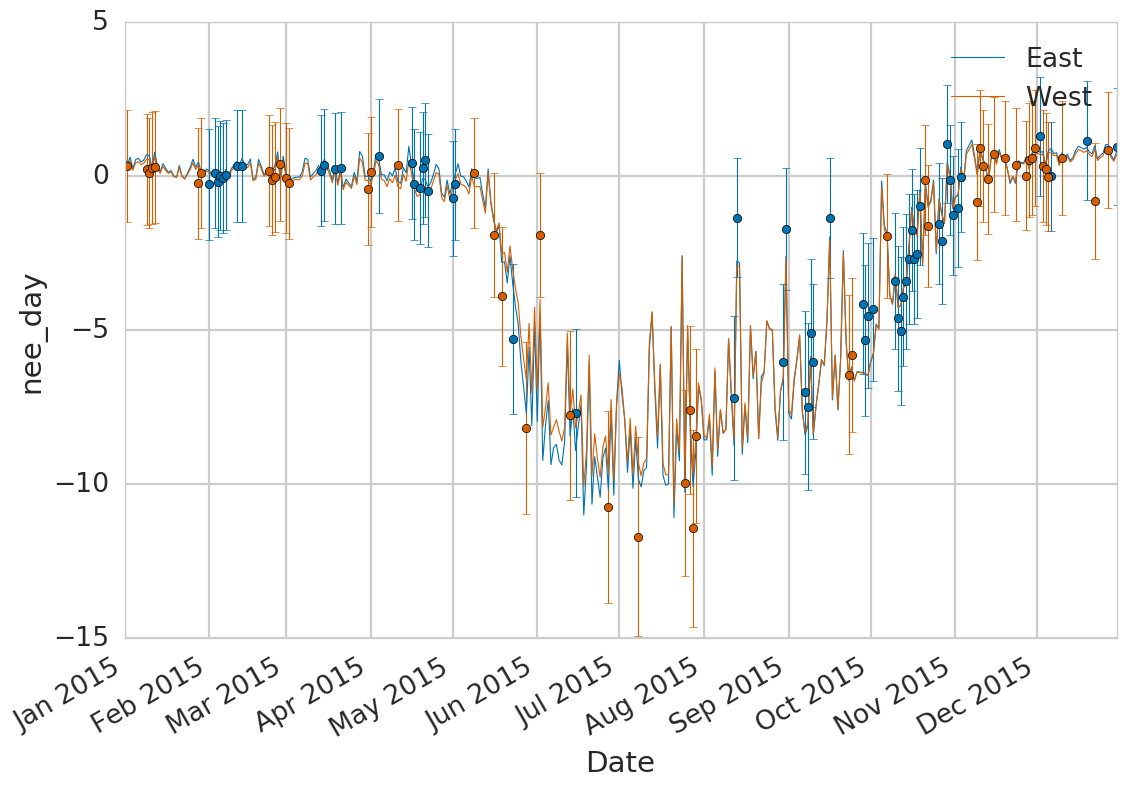 5
0
−5
−10
−15
nee_day
East
West
Jan 2015
Feb 2015
Mar 2015
Apr 2015
May 2015
Jun 2015
Jul 2015
Aug 2015
Sep 2015
Oct 2015
Nov 2015
Dec 2015
Date